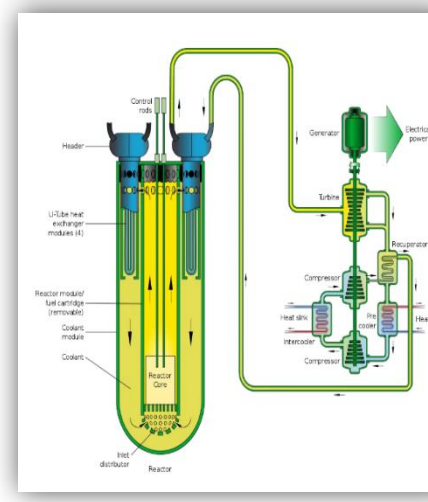 Control
rods
Header
U-Tube heat
exchanger
modules (4)
Reactor module/
fuel cartridge
(removable)
Coolant
module
Coolant
Reactor
Core
Inlet
distributor
Reactor
Generator
Electrical
power
Turbine
Recuperator
Compressor
Heat sink
Intercooler
Pre
cooler
Heat
Compressor